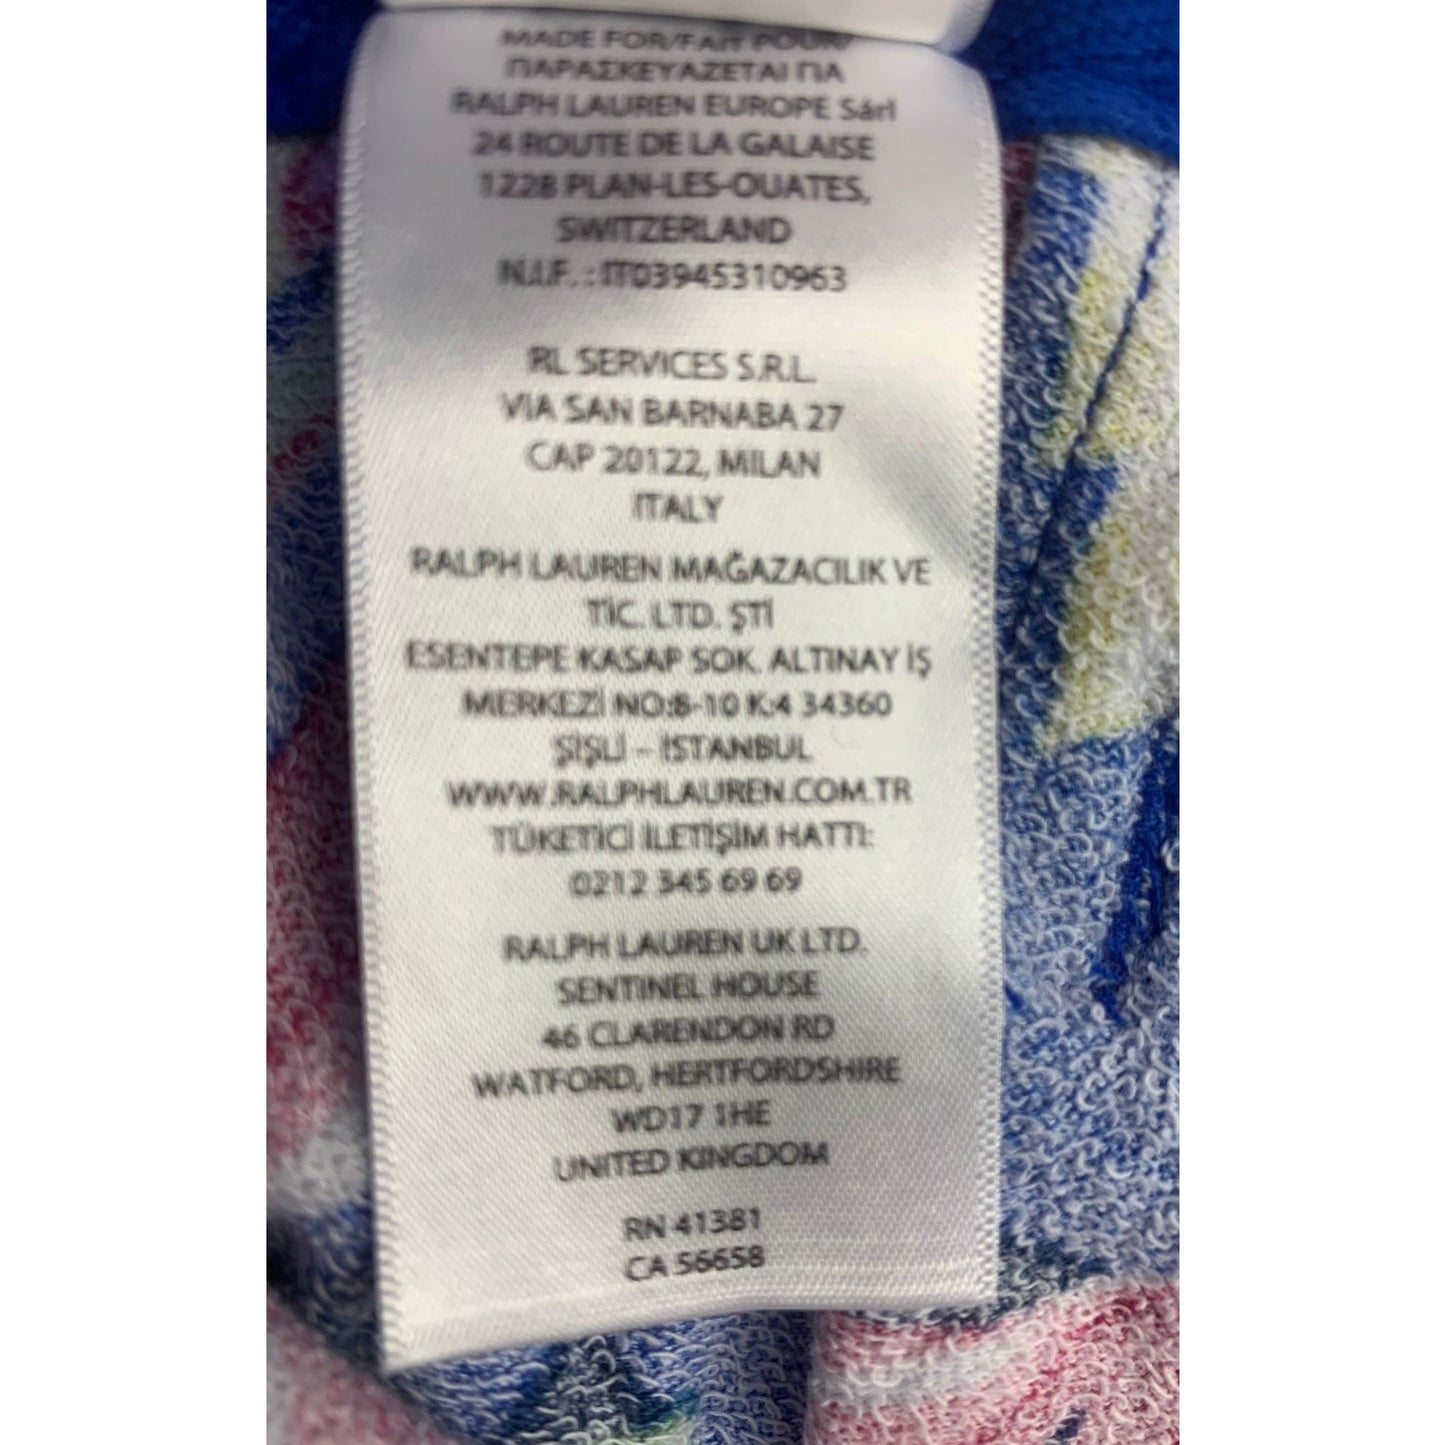 MADE FOR/FAIT POUR/
ΠΑΡΑΣΚΕΥΑΖΕΤΑΙ ΓΙΑ
RALPH LAUREN EUROPE Sárl
24 ROUTE DE LA GALAISE
1228 PLAN-LES-OUATES,
SWITZERLAND
N.I.F. : IT03945310963
RL SERVICES S.R.L.
VIA SAN BARNABA 27
CAP 20122, MILAN
ITALY
RALPH LAUREN MAĞAZACILIK VE
TİC. LTD. ŞTİ
ESENTEPE KASAP SOK. ALTINAY İŞ
MERKEZİ NO:8-10 K:4 34360
ŞİŞLİ – İSTANBUL
WWW.RALPHLAUREN.COM.TR
TÜKETİCİ İLETİŞİM HATTI:
0212 345 69 69
RALPH LAUREN UK LTD.
SENTINEL HOUSE
46 CLARENDON RD
WATFORD, HERTFORDSHIRE
WD17 1HE
UNITED KINGDOM
RN 41381
CA 56658